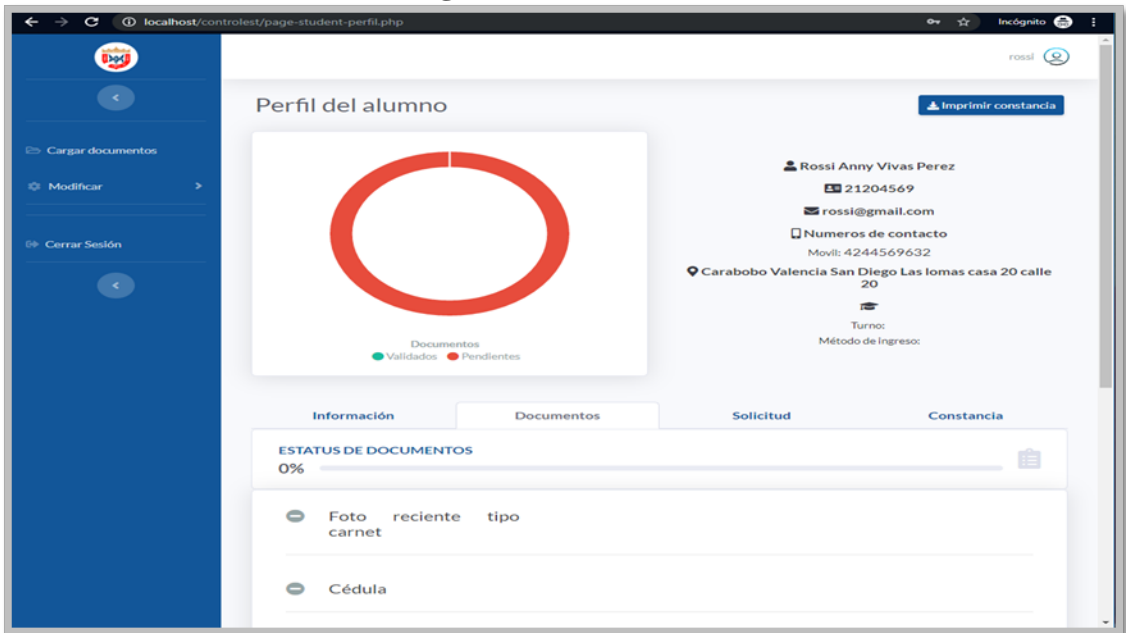 localhost/controlest/page-student-perfil.php
Incógnito
rossi
Perfil del alumno
Imprimir constancia
Cargar documentos
Modificar
Cerrar Sesión
Documentos
Validados Pendientes
Rossi Anny Vivas Perez
21204569
rossi@gmail.com
Numeros de contacto
Movil: 4244569632
Carabobo Valencia San Diego Las lomas casa 20 calle
20
Turno:
Método de ingreso:
Información Documentos Solicitud Constancia
ESTATUS DE DOCUMENTOS
0%
Foto reciente tipo
carnet
Cédula